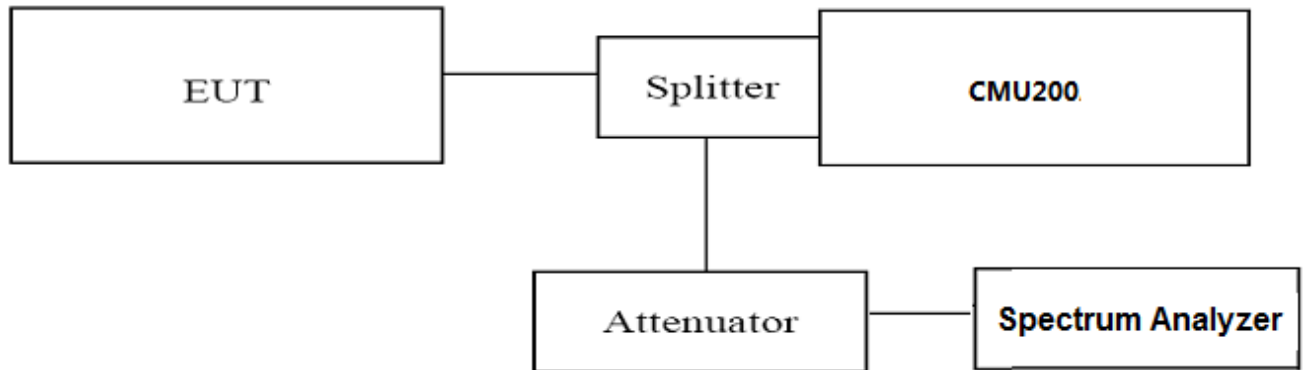 EUT
Splitter
CMU200
Attenuator
Spectrum Analyzer